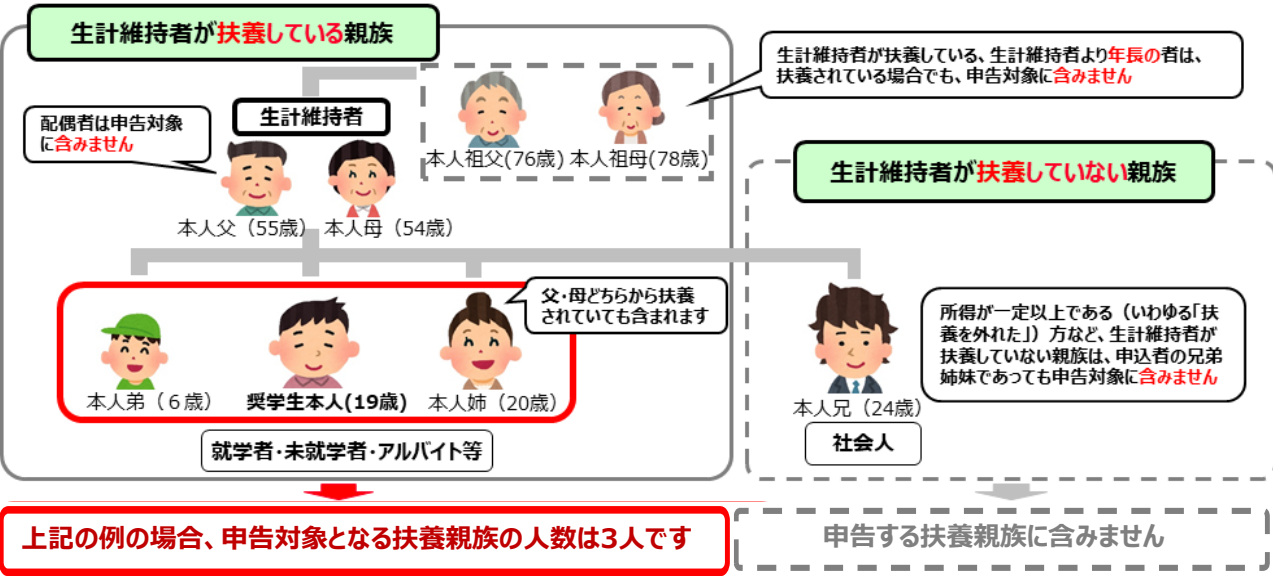 生計維持者が扶養している親族
生計維持者が扶養している、生計維持者より年長の者は、
扶養されている場合でも、申告対象に含みません
配偶者は申告対象
に含みません
生計維持者
本人祖父(76歳)
本人祖母(78歳)
生計維持者が扶養していない親族
本人父（55歳）
本人母（54歳）
父・母どちらから扶養
されていても含まれます
所得が一定以上である（いわゆる「扶
養を外れた」）方など、生計維持者が
扶養していない親族は、申込者の兄弟
姉妹であっても申告対象に含みません
本人弟（６歳）
奨学生本人(19歳)
本人姉（20歳）
本人兄（24歳）
就学者・未就学者・アルバイト等
社会人
上記の例の場合、申告対象となる扶養親族の人数は3人です
申告する扶養親族に含みません